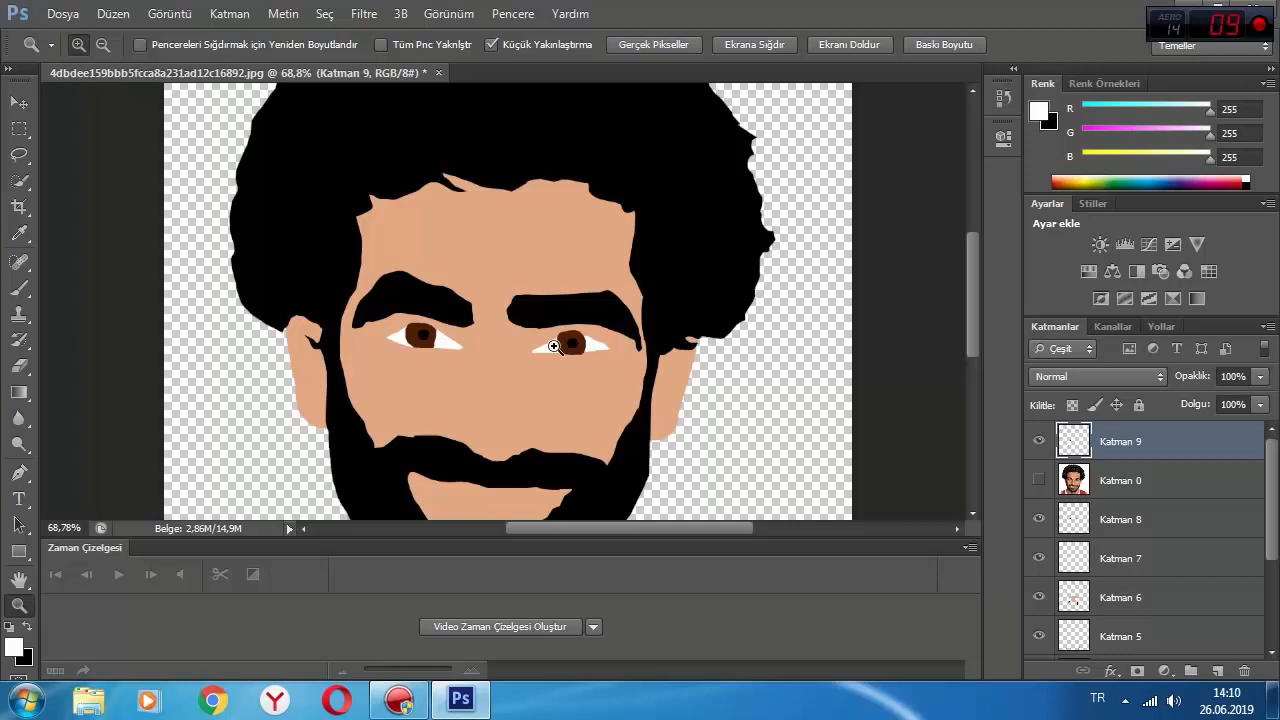 Ps Dosya Düzen Görüntü Katman Metin Seç Filtre 3B Görünüm Pencere Yardım
AERO 14 09
Pencereleri Sığdırmak için Yeniden Boyutlandır Tüm Pnc Yaknlştr Küçük Yakınlaştırma Gerçek Pikseller Ekrana Sığdır Ekranı Doldur Baskı Boyutu Temeller
4dbdee159bbb5fcca8a231ad12c16892.jpg @ 68,8% (Katman 9, RGB/8#) *
Renk Renk Örnekleri
R 255
G 255
B 255
Ayarlar Stiller
Ayar ekle
Katmanlar Kanallar Yollar
Çeşit
Normal Opaklık: 100%
Kilitle: Dolgu: 100%
Katman 9
Katman 0
Katman 8
Katman 7
Katman 6
Katman 5
68,78% Belge: 2,86M/14,9M
Zaman Çizelgesi
Video Zaman Çizelgesi Oluştur
TR 14:10
26.06.2019